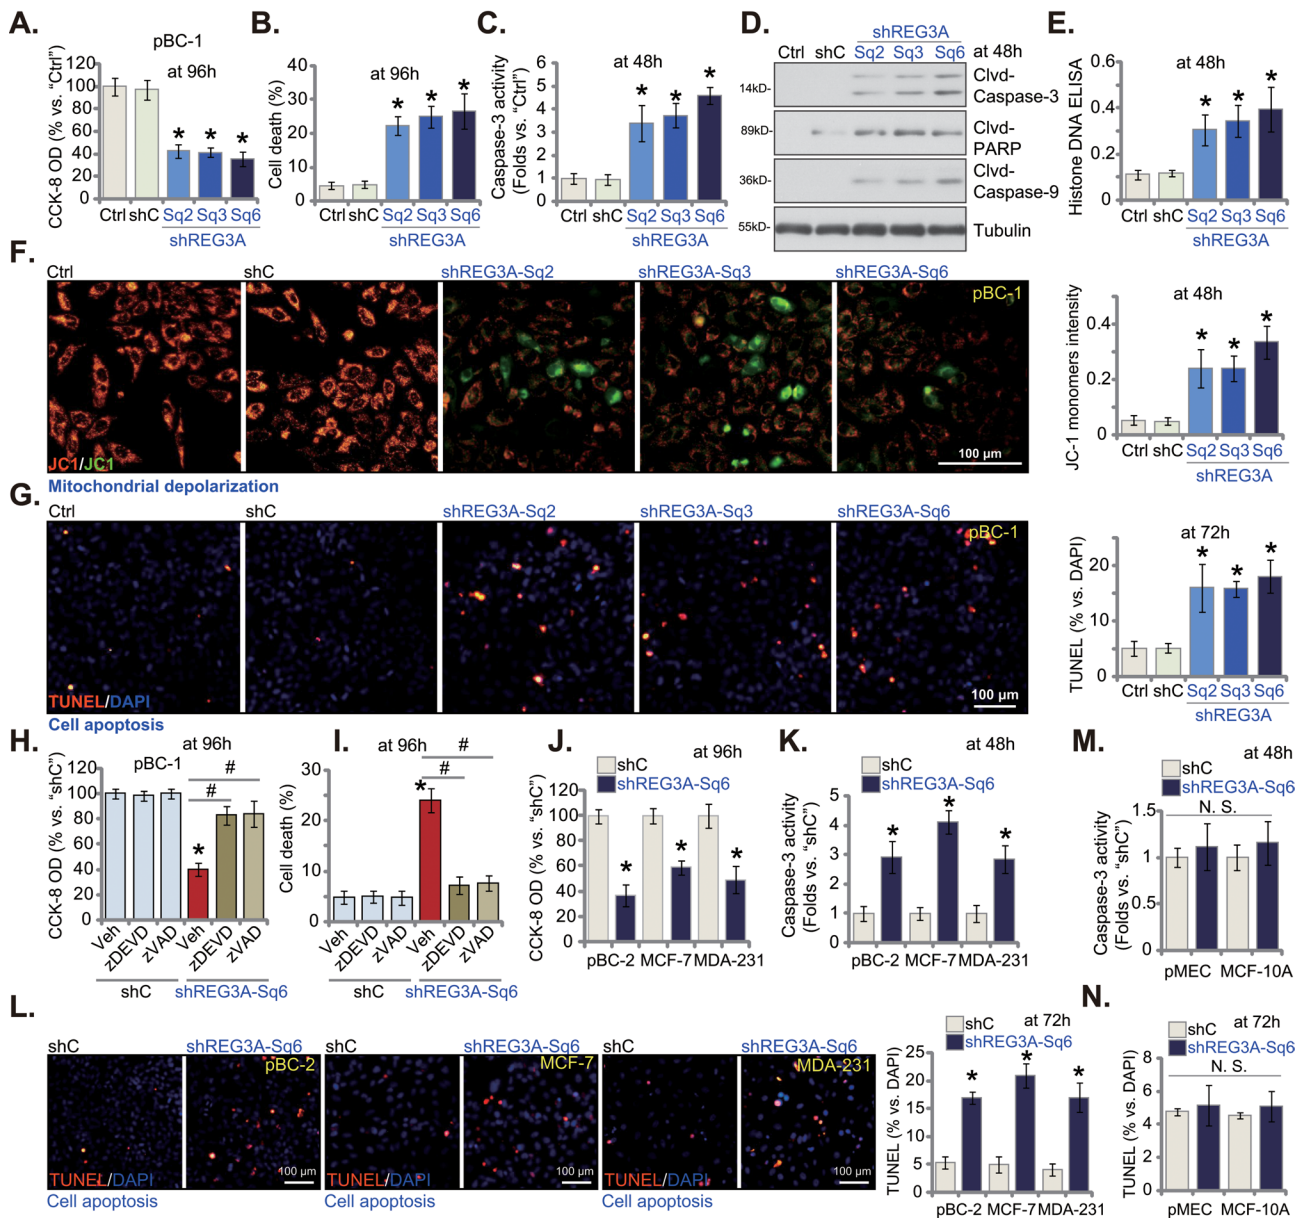 A.
pBC-1
at 96h
CCK-8 OD (% vs. “Ctrl”)
120
100
80
60
40
20
0
* * *
Ctrl shC Sq2 Sq3 Sq6
shREG3A
B.
at 96h
Cell death (%)
40
30
20
10
0
* * *
Ctrl shC Sq2 Sq3 Sq6
shREG3A
C.
at 48h
Caspase-3 activity
(Folds vs. “Ctrl”)
6
5
4
3
2
1
0
* * *
Ctrl shC Sq2 Sq3 Sq6
shREG3A
D.
shREG3A
Ctrl shC Sq2 Sq3 Sq6 at 48h
14kD-
Clvd-
Caspase-3
89kD-
Clvd-
PARP
36kD-
Clvd-
Caspase-9
55kD-
Tubulin
E.
at 48h
Histone DNA ELISA
0.6
0.4
0.2
0
* * *
Ctrl shC Sq2 Sq3 Sq6
shREG3A
F.
Ctrl shC shREG3A-Sq2 shREG3A-Sq3 shREG3A-Sq6
pBC-1
JC1/JC1
100 µm
Mitochondrial depolarization
at 48h
JC-1 monomers intensity
0.4
0.2
0
* * *
Ctrl shC Sq2 Sq3 Sq6
shREG3A
G.
Ctrl shC shREG3A-Sq2 shREG3A-Sq3 shREG3A-Sq6
pBC-1
TUNEL/DAPI
100 µm
Cell apoptosis
at 72h
TUNEL (% vs. DAPI)
20
10
0
* * *
Ctrl shC Sq2 Sq3 Sq6
shREG3A
H.
at 96h
pBC-1
CCK-8 OD (% vs. “shC”)
120
100
80
60
40
20
0
#
#
*
Veh zDEVD zVAD Veh zDEVD zVAD
shC shREG3A-Sq6
I.
at 96h
Cell death (%)
30
20
10
0
#
#
*
Veh zDEVD zVAD Veh zDEVD zVAD
shC shREG3A-Sq6
J.
at 96h
shC
shREG3A-Sq6
CCK-8 OD (% vs. “shC”)
120
100
80
60
40
20
0
* * *
pBC-2 MCF-7 MDA-231
K.
at 48h
shC
shREG3A-Sq6
Caspase-3 activity
(Folds vs. “shC”)
5
4
3
2
1
0
* * *
pBC-2 MCF-7 MDA-231
M.
at 48h
shC
shREG3A-Sq6
N. S.
Caspase-3 activity
(Folds vs. “shC”)
1.5
1
0.5
0
pMEC MCF-10A
L.
shC shREG3A-Sq6 shC shREG3A-Sq6 shC shREG3A-Sq6
pBC-2 MCF-7 MDA-231
TUNEL/DAPI 100 µm TUNEL/DAPI 100 µm TUNEL/DAPI 100 µm
Cell apoptosis Cell apoptosis Cell apoptosis
at 72h
shC
shREG3A-Sq6
TUNEL (% vs. DAPI)
25
20
15
10
5
0
* * *
pBC-2 MCF-7 MDA-231
N.
at 72h
shC
shREG3A-Sq6
N. S.
TUNEL (% vs. DAPI)
8
6
4
2
0
pMEC MCF-10A